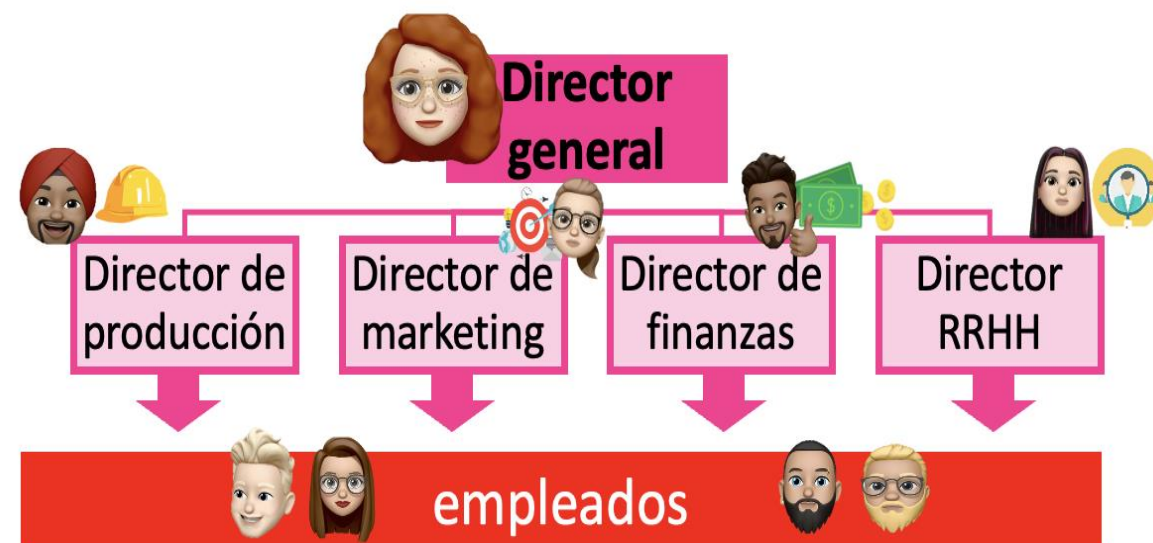 Director
general
Director de
producción
Director de
marketing
Director de
finanzas
Director
RRHH
empleados